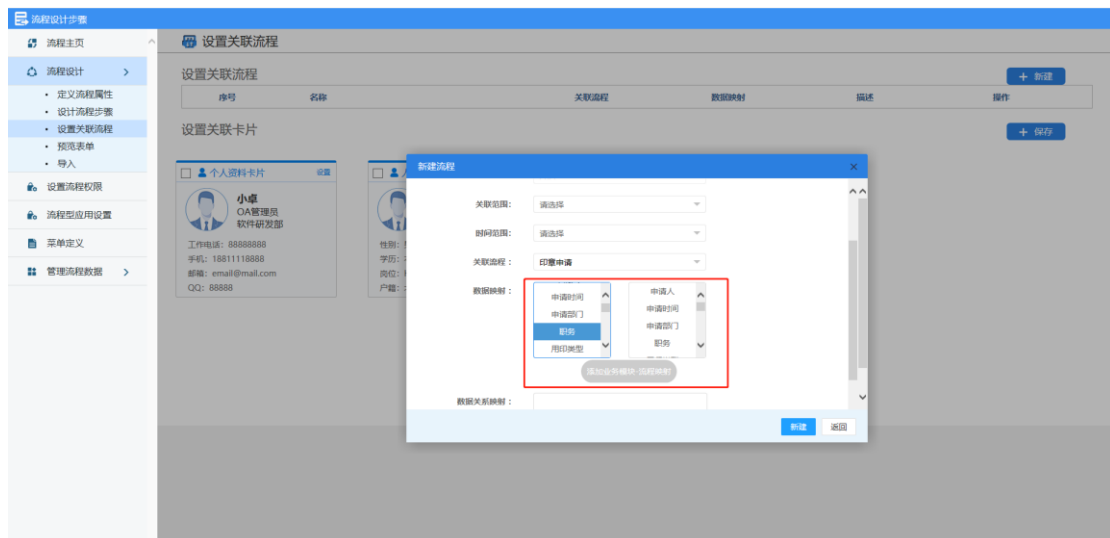 流程设计步骤
流程主页
流程设计
定义流程属性
设计流程步骤
设置关联流程
预览表单
导入
设置流程权限
流程型应用设置
菜单定义
管理流程数据
设置关联流程
设置关联流程
+ 新建
序号 名称 关联流程 数据映射 描述 操作
设置关联卡片
+ 保存
个人资料卡片 设置
小卓
OA管理员
软件研发部
工作电话：88888888
手机：18811118888
邮箱：email@mail.com
QQ：88888
性别：
学历：
岗位：
户籍：
新建流程
关联范围： 请选择
时间范围： 请选择
关联流程： 印章申请
数据映射：
申请时间
申请部门
职务
用印类型
申请人
申请时间
申请部门
职务
添加业务模块-流程映射
数据关系映射：
新建 返回